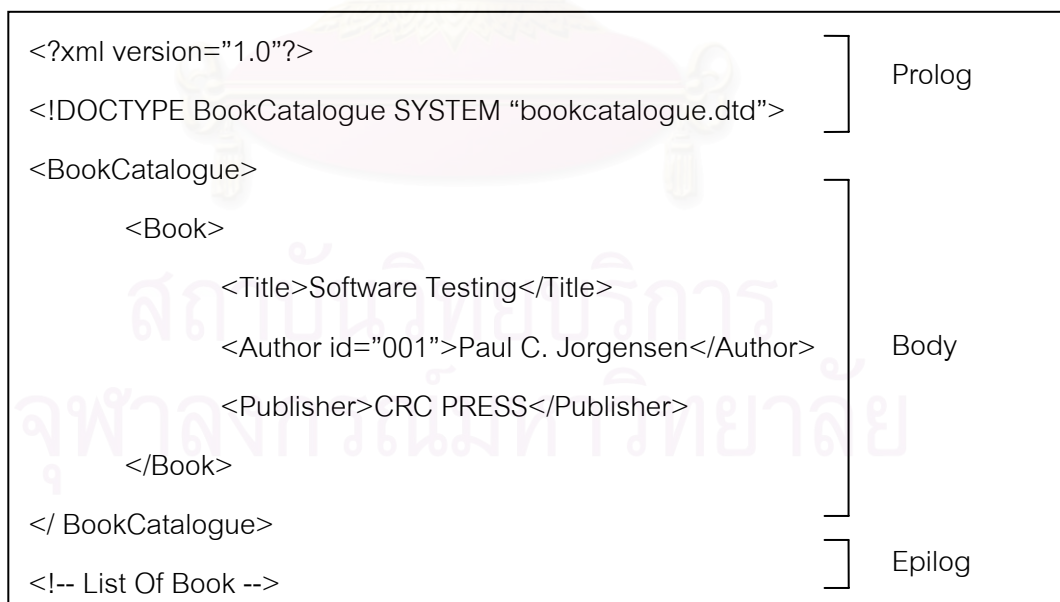 <?xml version=”1.0”?>
Prolog
<!DOCTYPE BookCatalogue SYSTEM “bookcatalogue.dtd”>
<BookCatalogue>
<Book>
<Title>Software Testing</Title>
<Author id="001”>Paul C. Jorgensen</Author>
Body
<Publisher>CRC PRESS</Publisher>
</Book>
</ BookCatalogue>
Epilog
<!-- List Of Book -->
สถาบันวิทยบริการ
จุฬาลงกรณ์มหาวิทยาลัย